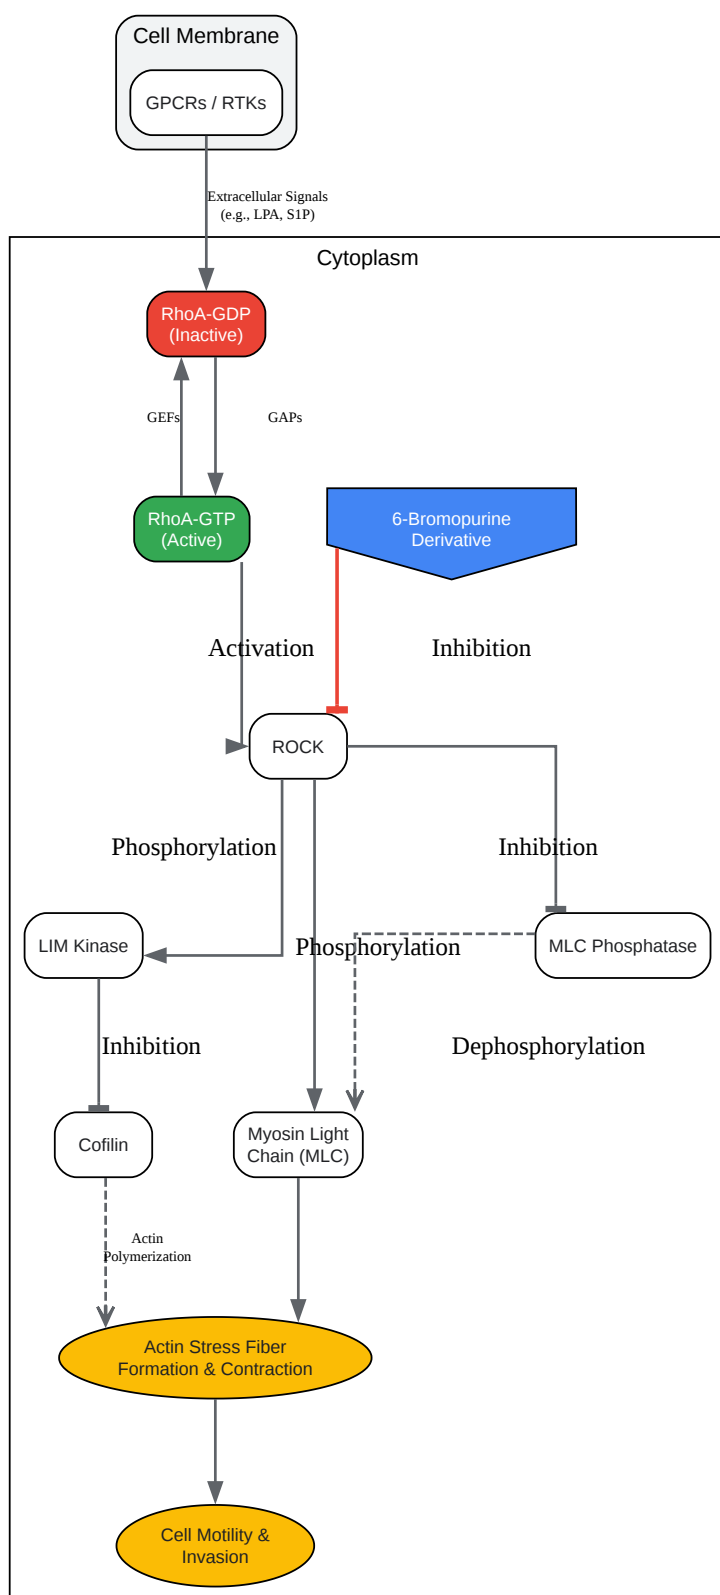 Cell Membrane
GPCRs / RTKs
Extracellular Signals
(e.g., LPA, S1P)
Cytoplasm
RhoA-GDP
(Inactive)
GEFs
GAPs
RhoA-GTP
(Active)
6-Bromopurine
Derivative
Activation
Inhibition
ROCK
Phosphorylation
Inhibition
LIM Kinase
Phosphorylation
MLC Phosphatase
Inhibition
Dephosphorylation
Cofilin
Myosin Light
Chain (MLC)
Actin
Polymerization
Actin Stress Fiber
Formation & Contraction
Cell Motility &
Invasion